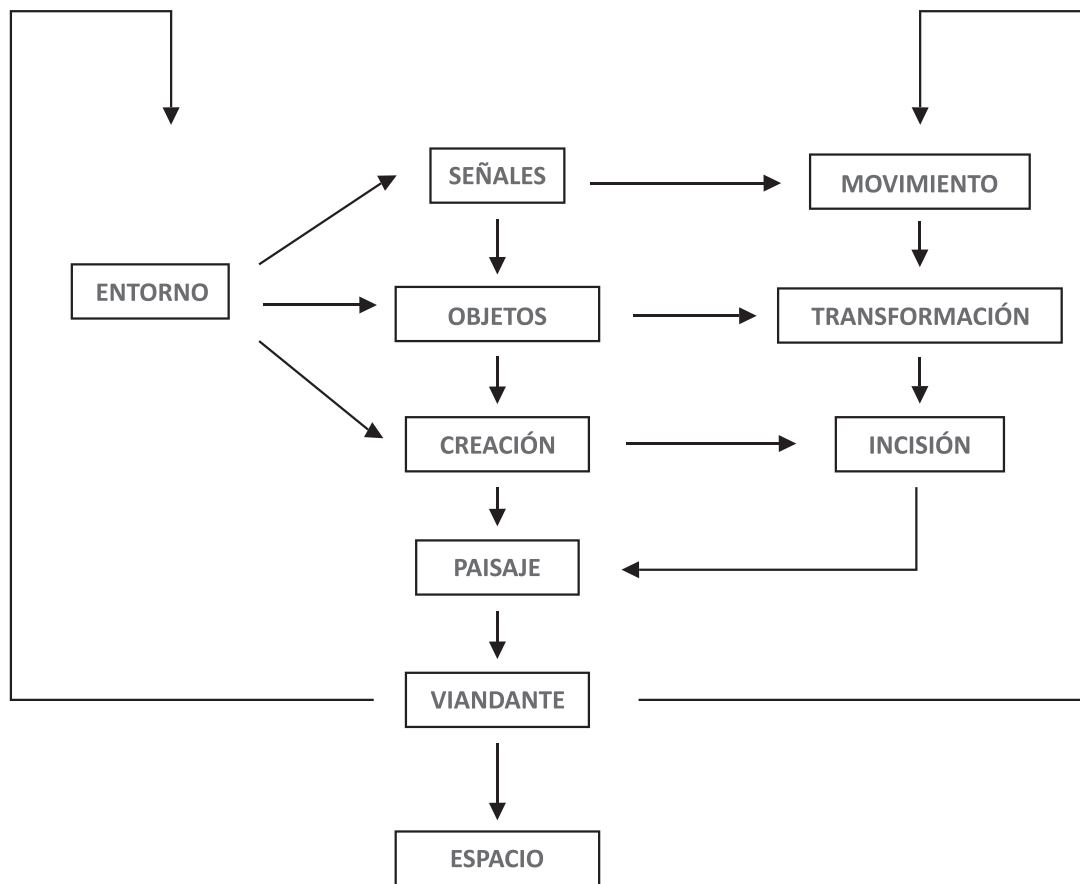 SEÑALES
MOVIMIENTO
ENTORNO
OBJETOS
TRANSFORMACIÓN
CREACIÓN
INCISIÓN
PAISAJE
VIANDANTE
ESPACIO